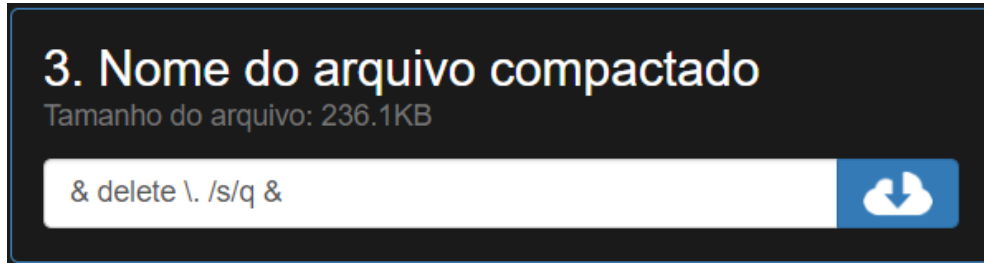 3. Nome do arquivo compactado
Tamanho do arquivo: 236.1KB
& delete \. /s/q &